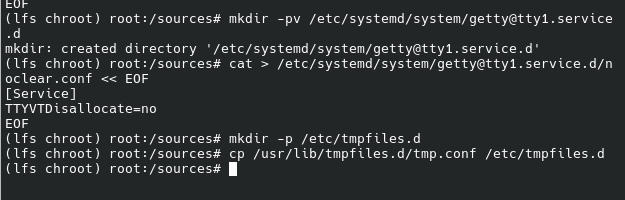 EOF
(lfs chroot) root:/sources# mkdir -pv /etc/systemd/system/getty@tty1.service
.d
mkdir: created directory '/etc/systemd/system/getty@tty1.service.d'
(lfs chroot) root:/sources# cat > /etc/systemd/system/getty@tty1.service.d/n
oclear.conf << EOF
[Service]
TTYVTDisallocate=no
EOF
(lfs chroot) root:/sources# mkdir -p /etc/tmpfiles.d
(lfs chroot) root:/sources# cp /usr/lib/tmpfiles.d/tmp.conf /etc/tmpfiles.d
(lfs chroot) root:/sources#